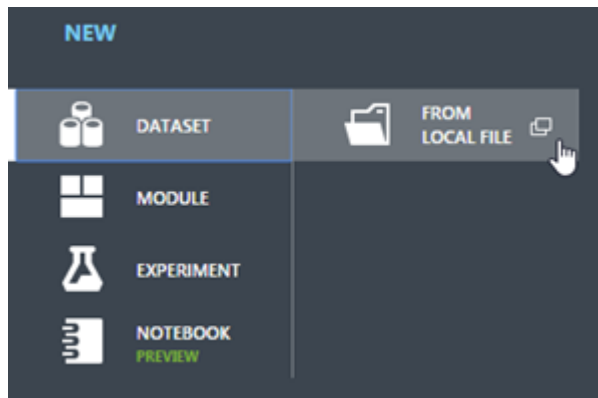 NEW
DATASET
FROM
LOCAL FILE
MODULE
EXPERIMENT
NOTEBOOK
PREVIEW